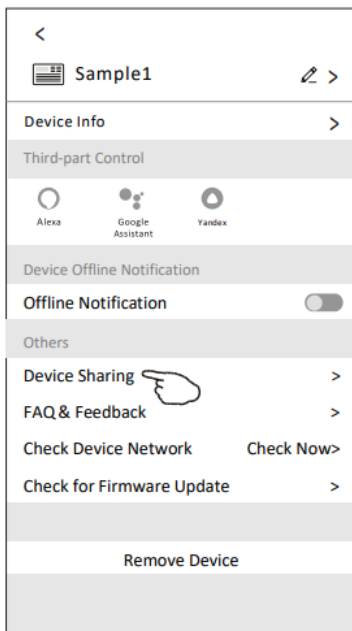 <
Sample1 >
Device Info >
Third-part Control
Alexa Google Assistant Yandex
Device Offline Notification
Offline Notification
Others
Device Sharing >
FAQ & Feedback >
Check Device Network Check Now>
Check for Firmware Update >
Remove Device